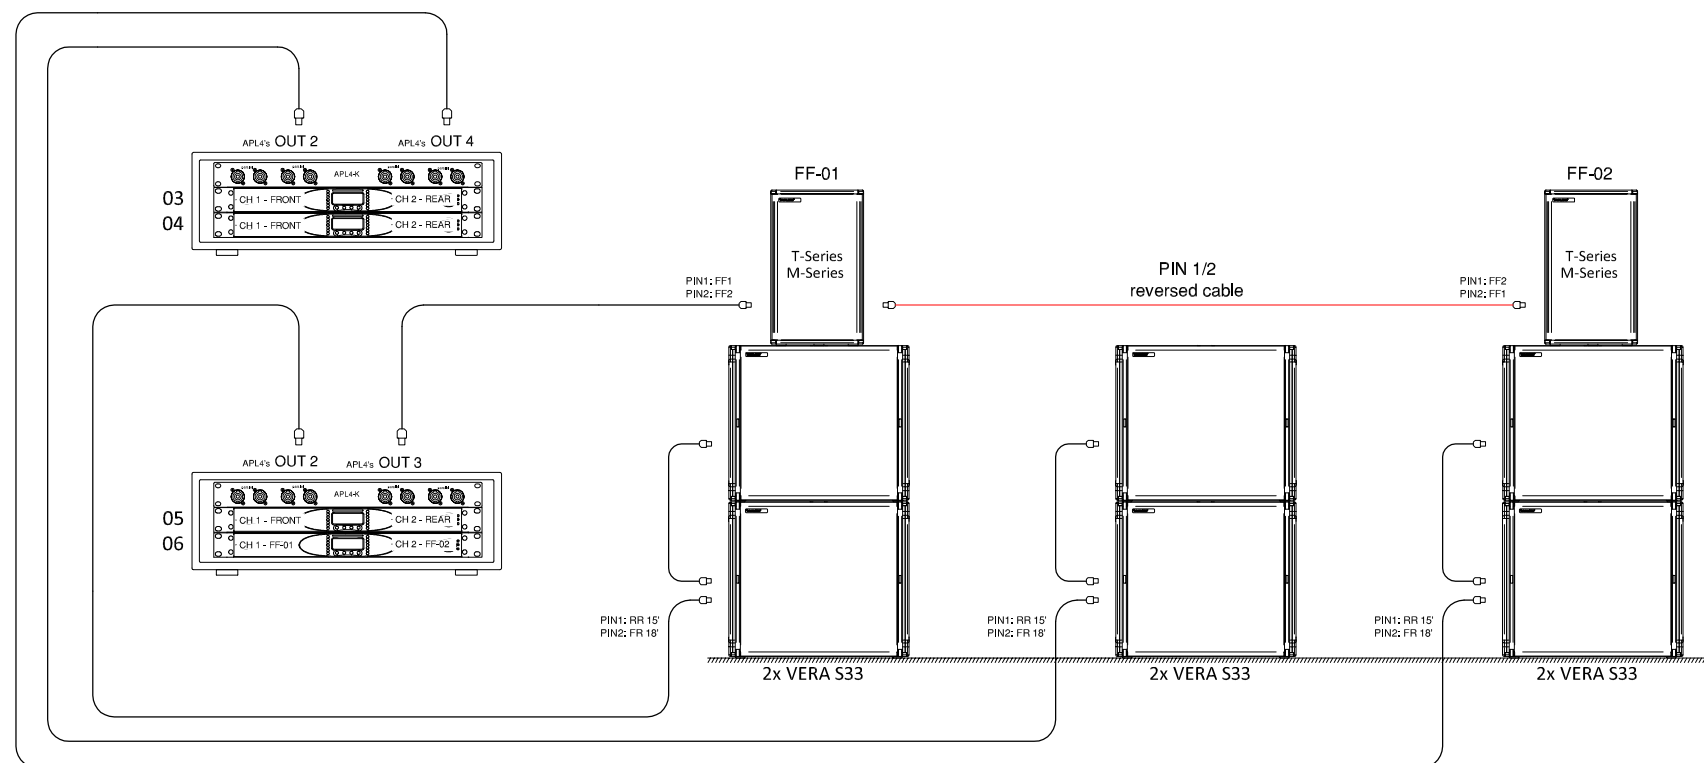 APL4's OUT 2
APL4's OUT 4
APL4-K
03
CH 1 - FRONT
CH 2 - REAR
04
CH 1 - FRONT
CH 2 - REAR
APL4's OUT 2
APL4's OUT 3
APL4-K
05
CH 1 - FRONT
CH 2 - REAR
06
CH 1 - FF-01
CH 2 - FF-02
FF-01
T-Series
M-Series
PIN1: FF1
PIN2: FF2
PIN 1/2
reversed cable
FF-02
T-Series
M-Series
PIN1: FF2
PIN2: FF1
PIN1: RR 15'
PIN2: FR 18'
2x VERA S33
PIN1: RR 15'
PIN2: FR 18'
2x VERA S33
PIN1: RR 15'
PIN2: FR 18'
2x VERA S33